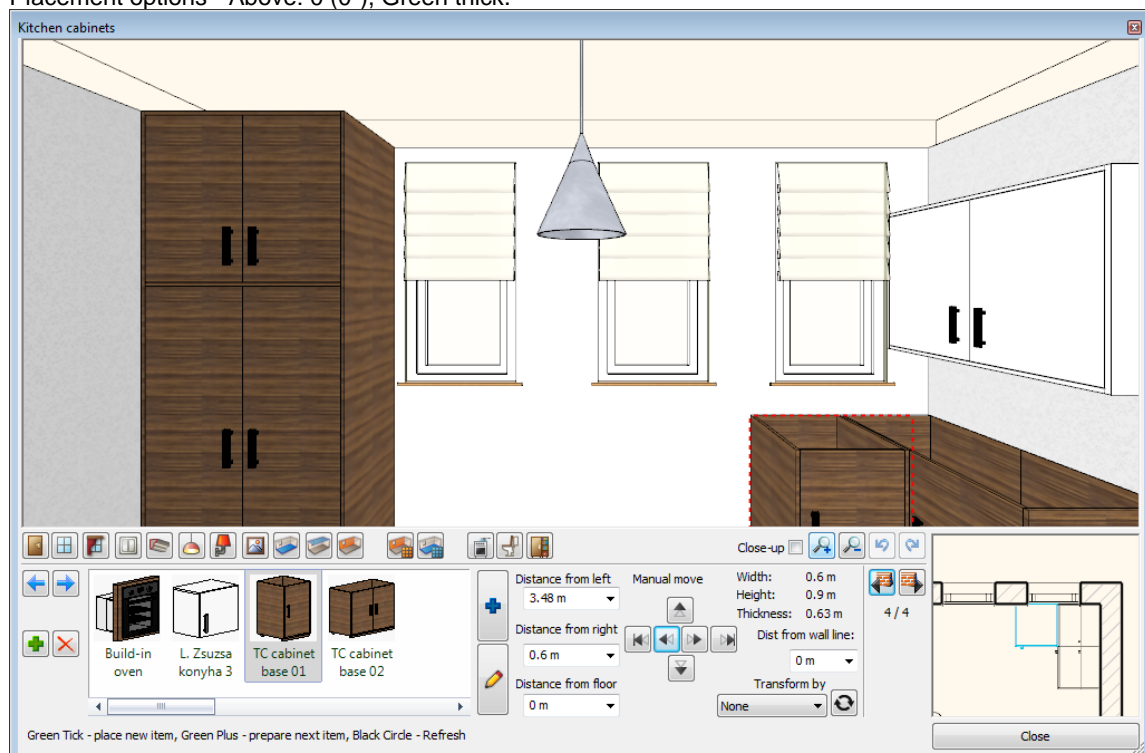 Placement options - Above: 0 (0"), Green thick.
Kitchen cabinets
Close-up
Build-in oven
L. Zsuzsa konyha 3
TC cabinet base 01
TC cabinet base 02
Distance from left
3.48 m
Distance from right
0.6 m
Distance from floor
0 m
Manual move
Width: 0.6 m
Height: 0.9 m
Thickness: 0.63 m
Dist from wall line:
0 m
Transform by
None
4 / 4
Green Tick - place new item, Green Plus - prepare next item, Black Circle - Refresh
Close